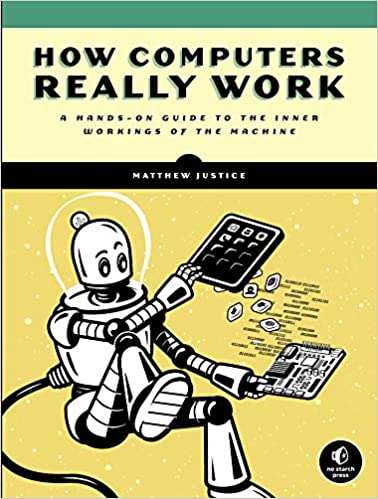 HOW COMPUTERS
REALLY WORK
A HANDS-ON GUIDE TO THE INNER
WORKINGS OF THE MACHINE
MATTHEW JUSTICE
no starch
press